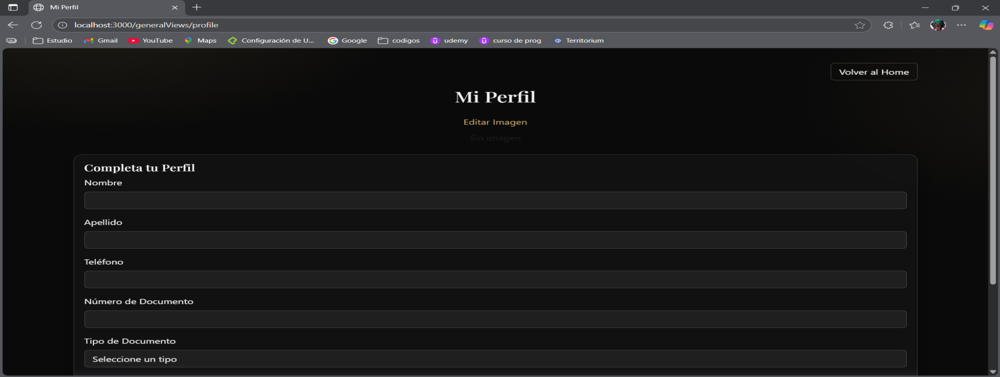 Mi Perfil
localhost:3000/generalViews/profile
Estudio Gmail YouTube Maps Configuración de U... Google codigos udemy curso de prog Territorium
Volver al Home
Mi Perfil
Editar Imagen
Sin imagen
Completa tu Perfil
Nombre
Apellido
Teléfono
Número de Documento
Tipo de Documento
Seleccione un tipo